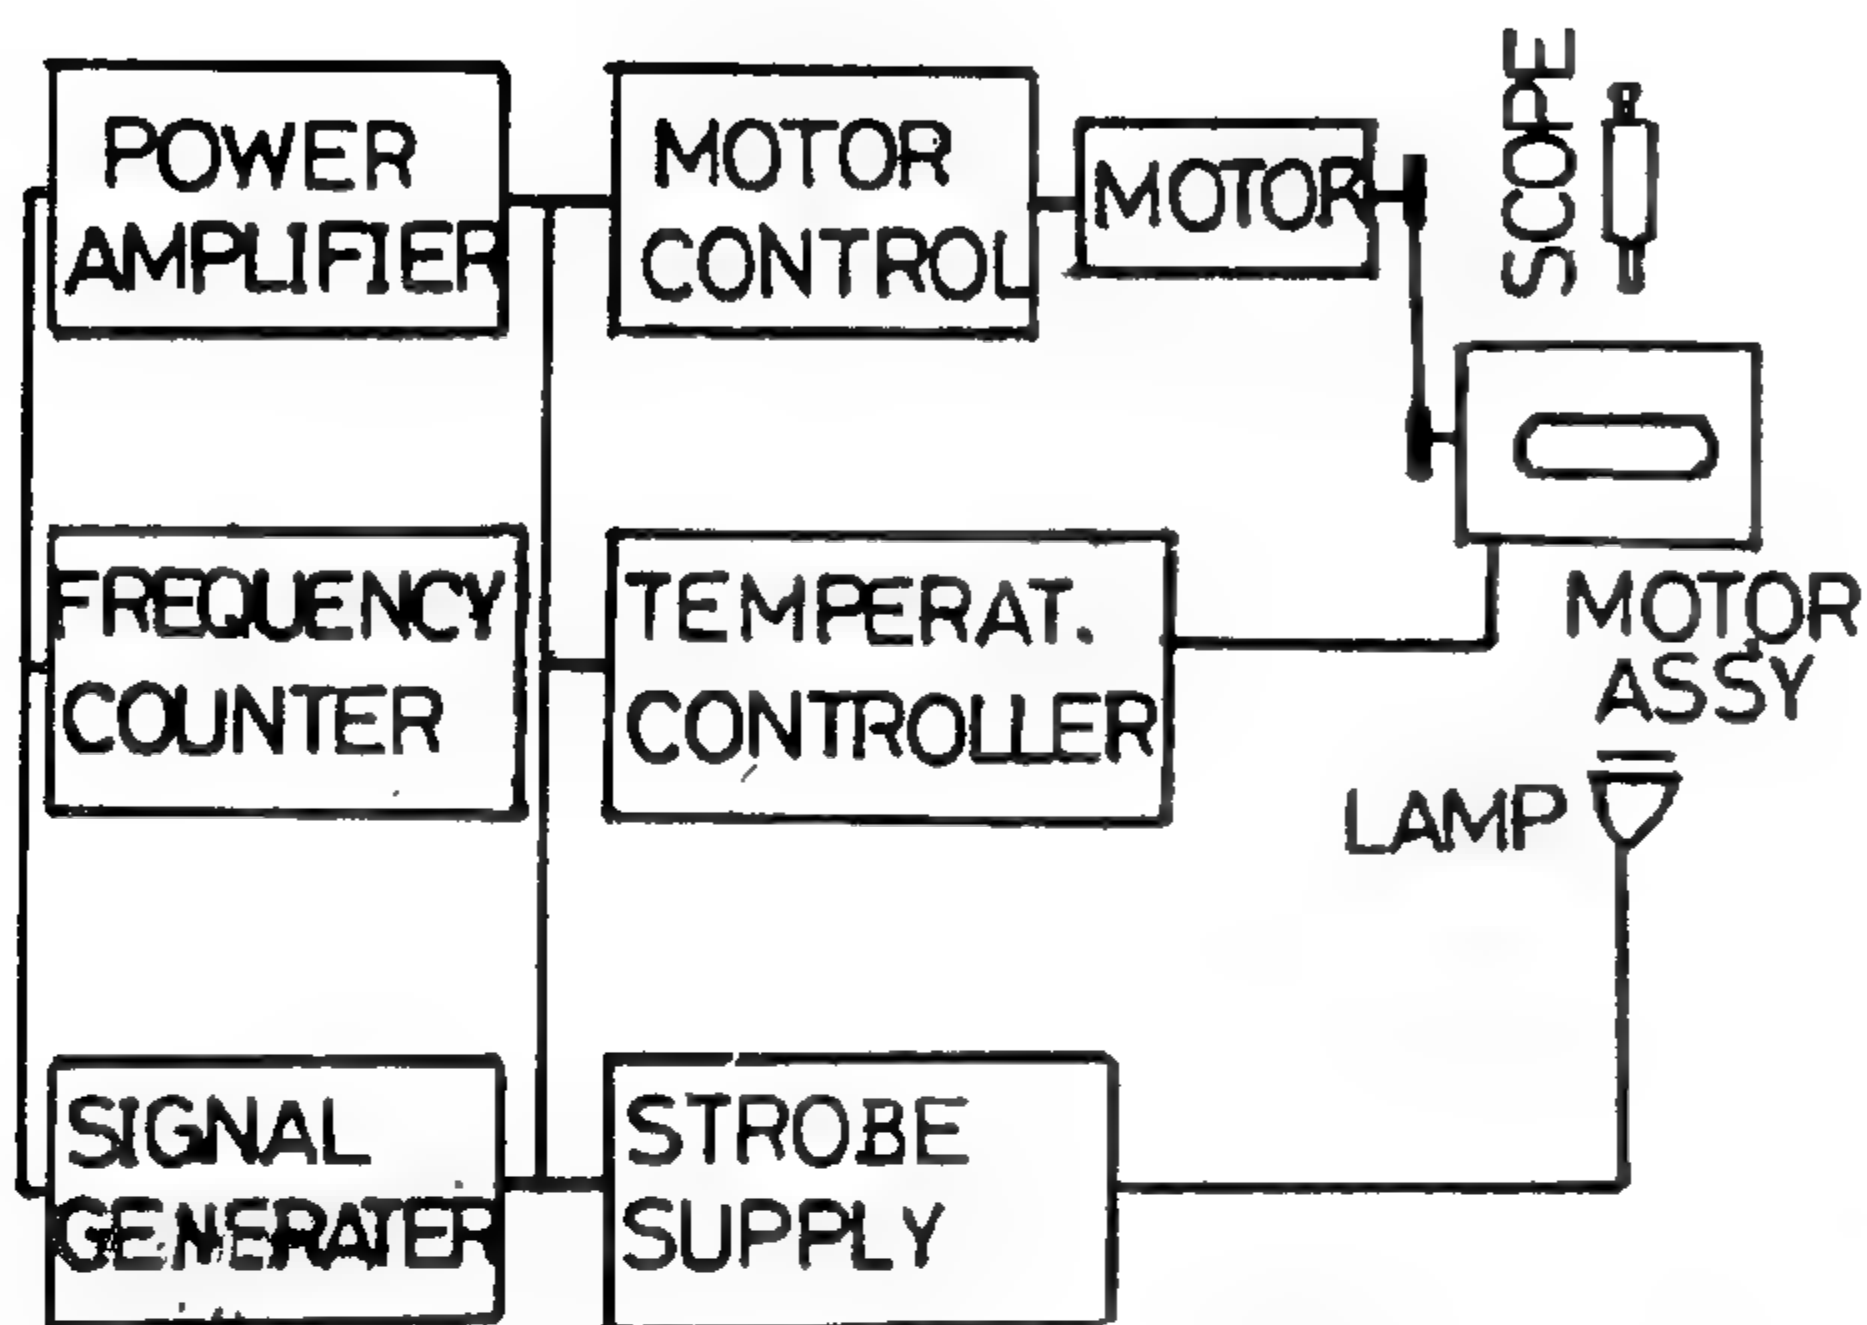 POWER
AMPLIFIER
MOTOR
CONTROL
MOTOR
SCOPE
FREQUENCY
COUNTER
TEMPERAT.
CONTROLLER
MOTOR
ASSY
LAMP
SIGNAL
GENERATER
STROBE
SUPPLY